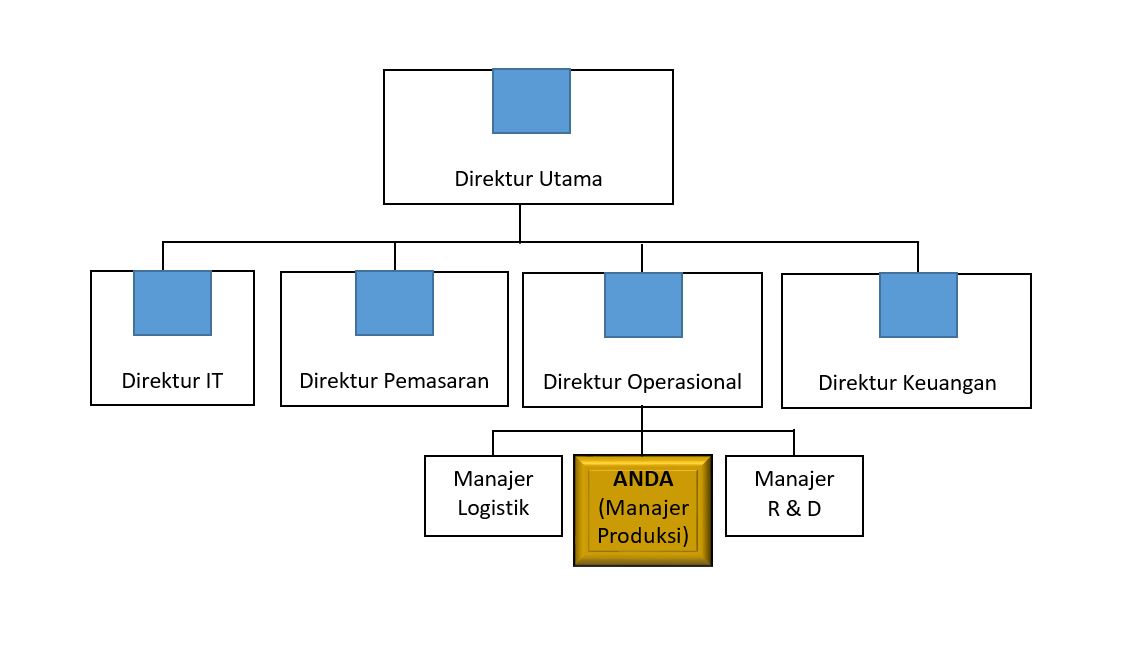 Direktur Utama
Direktur IT
Direktur Pemasaran
Direktur Operasional
Direktur Keuangan
Manajer
Logistik
ANDA
(Manajer
Produksi)
Manajer
R & D